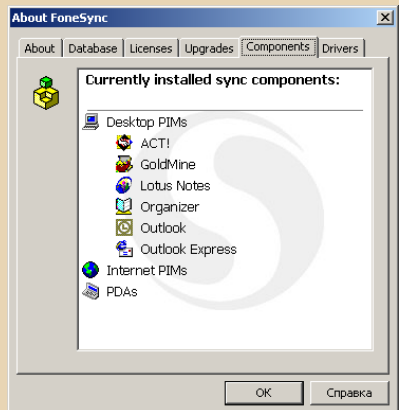 About FoneSync
About Database Licenses Upgrades Components Drivers
Currently installed sync components:
Desktop PIMs
ACT!
GoldMine
Lotus Notes
Organizer
Outlook
Outlook Express
Internet PIMs
PDAs
OK Справка